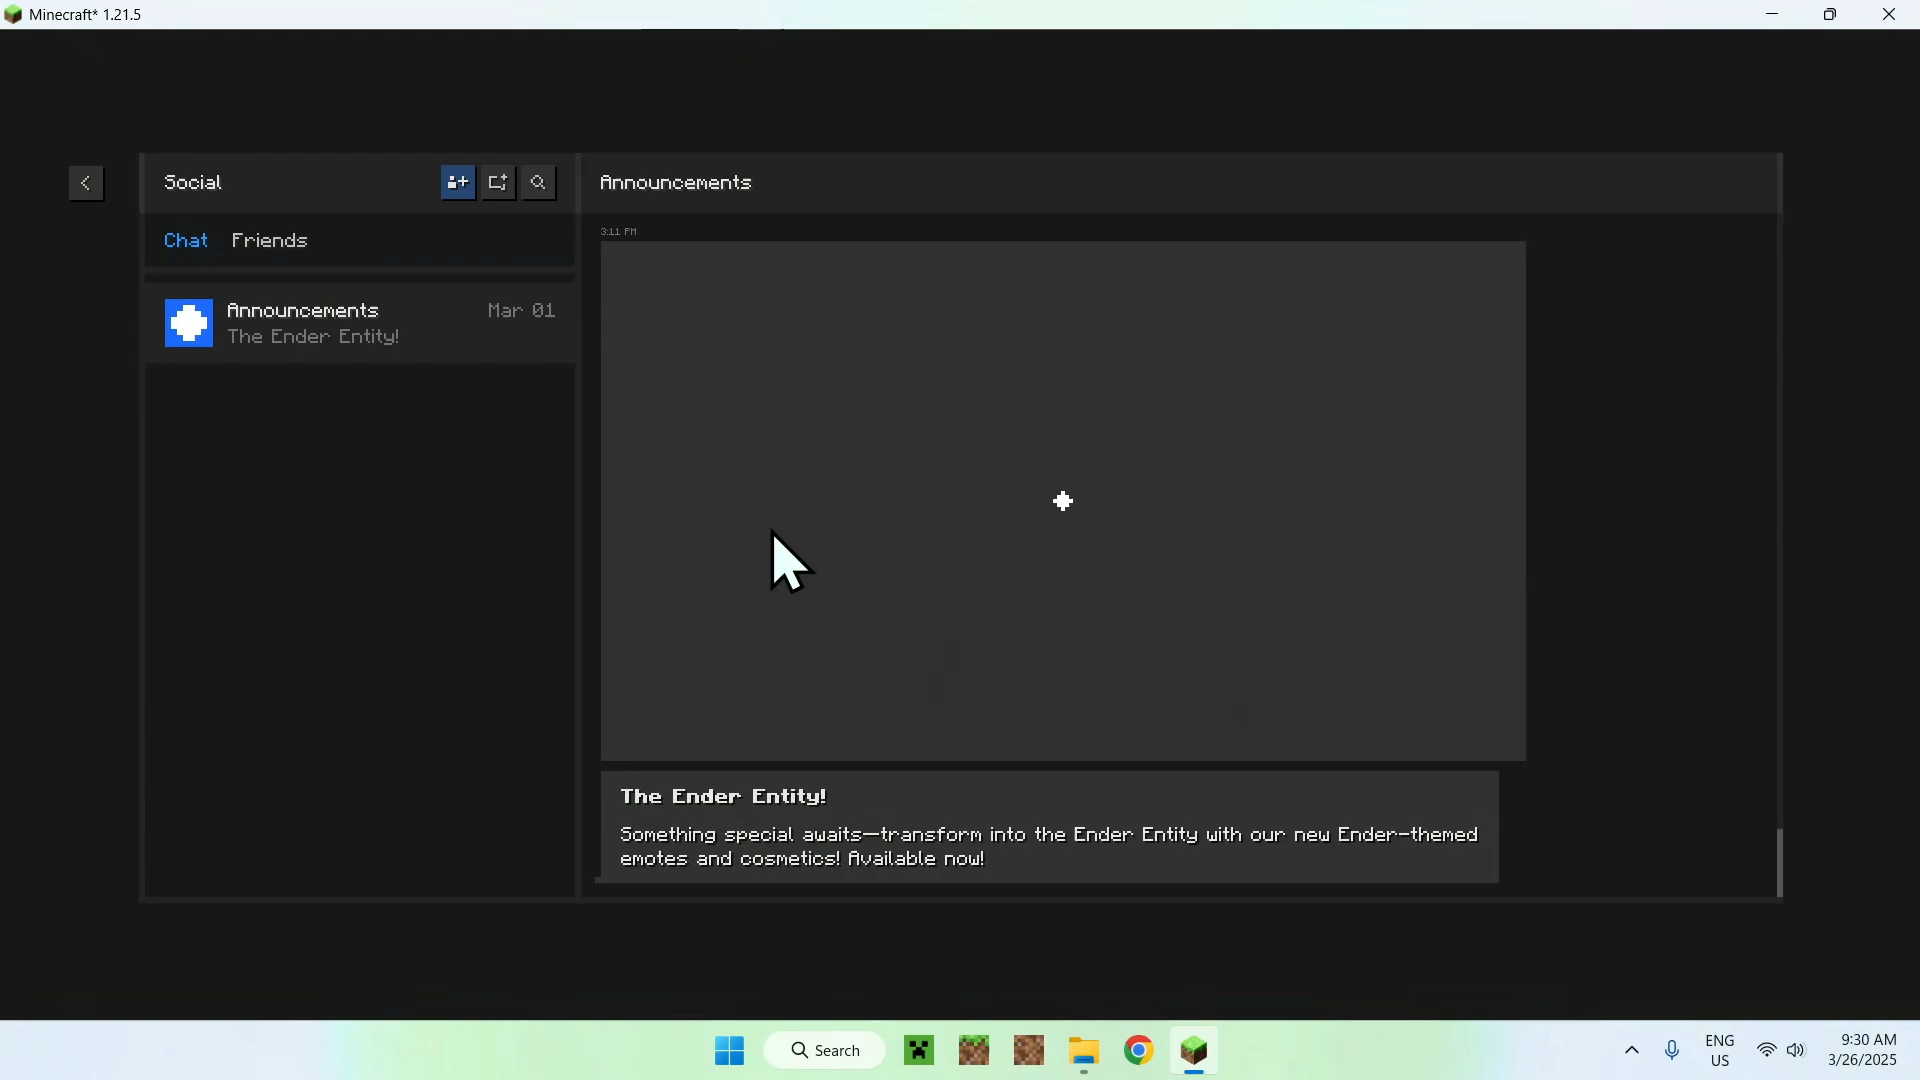 Minecraft* 1.21.5
Social
Announcements
Chat Friends
Announcements Mar 01
The Ender Entity!
3:11 PM
The Ender Entity!
Something special awaits—transform into the Ender Entity with our new Ender-themed
emotes and cosmetics! Available now!
Search
ENG
US
9:30 AM
3/26/2025